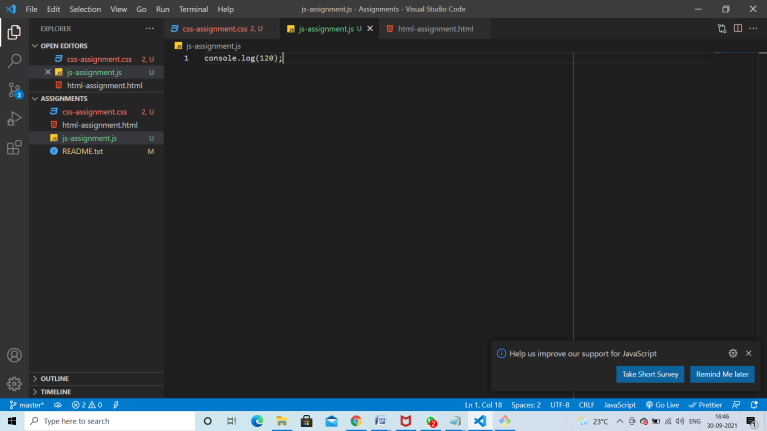 File Edit Selection View Go Run Terminal Help
js-assignment.js - Assignments - Visual Studio Code
EXPLORER
css-assignment.css 2, U
js-assignment.js U
html-assignment.html
OPEN EDITORS
css-assignment.css 2, U
js-assignment.js U
html-assignment.html
ASSIGNMENTS
css-assignment.css 2, U
html-assignment.html
js-assignment.js U
README.txt M
OUTLINE
TIMELINE
js-assignment.js
1 console.log(120);
Help us improve our support for JavaScript
Take Short Survey Remind Me later
3
master* 2 0
Ln 1, Col 18 Spaces: 2 UTF-8 CRLF JavaScript Go Live Prettier
Type here to search
2
23°C ENG
16:46
30-09-2021
1